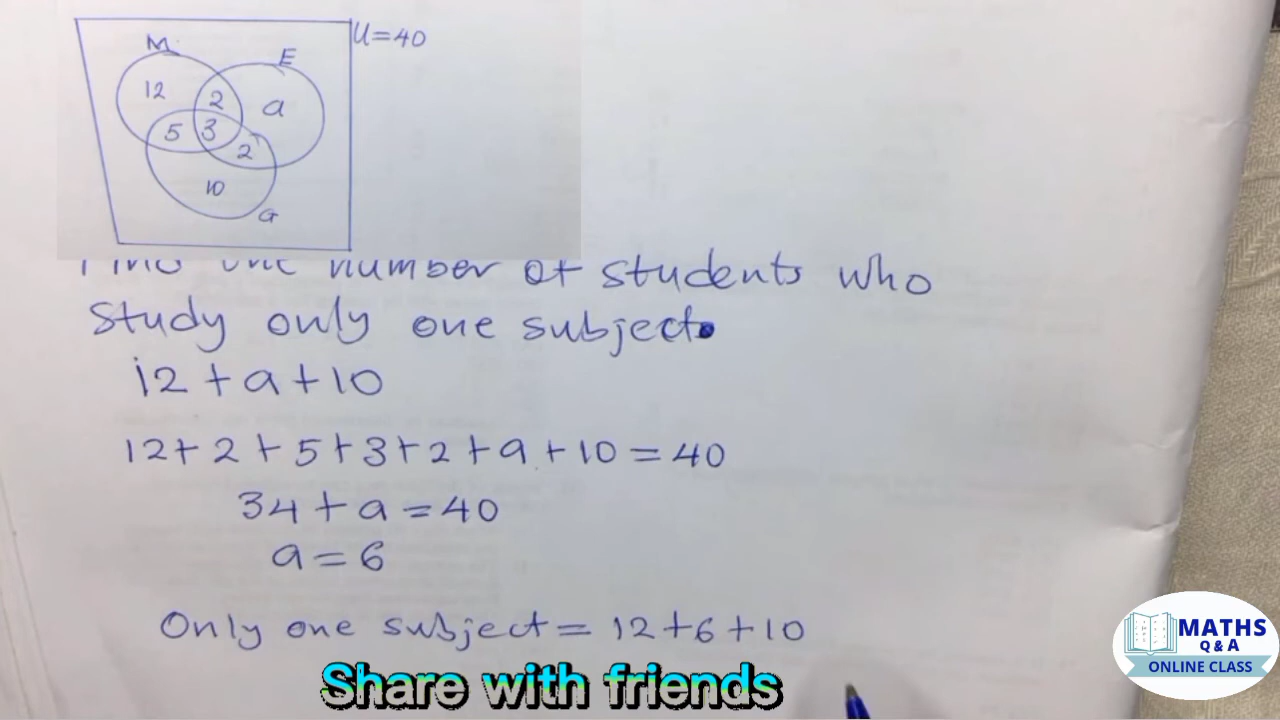 U=40
M
E
12
2
a
5
3
2
10
G
Find the number of students who
study only one subject.
12 + a + 10
12 + 2 + 5 + 3 + 2 + a + 10 = 40
34 + a = 40
a = 6
Only one subject = 12 + 6 + 10
Share with friends
MATHS
Q & A
ONLINE CLASS